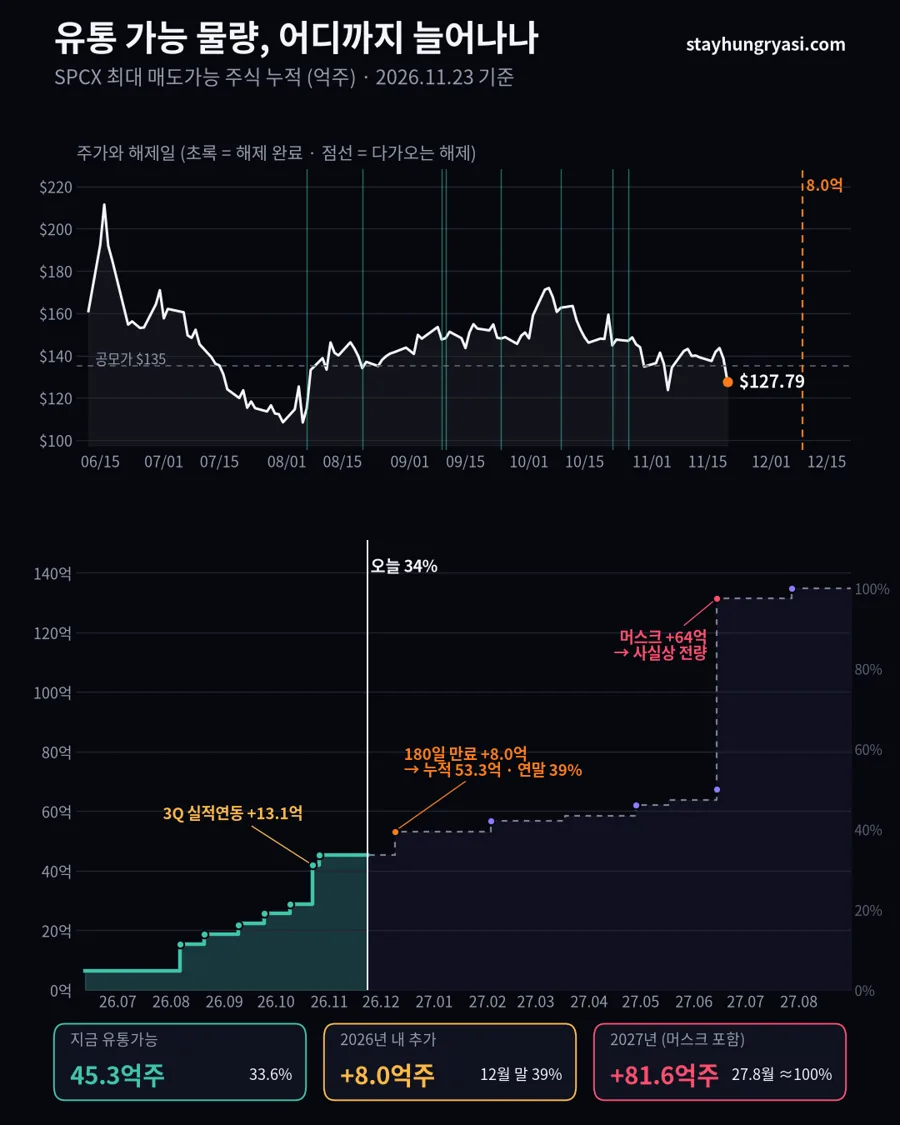 유통 가능 물량, 어디까지 늘어나나
stayhungryasi.com
SPCX 최대 매도가능 주식 누적 (억주) · 2026.11.23 기준
주가와 해제일 (초록 = 해제 완료 · 점선 = 다가오는 해제)
8.0억
$220
$200
$180
$160
$140
$120
$100
공모가 $135
$127.79
06/15 07/01 07/15 08/01 08/15 09/01 09/15 10/01 10/15 11/01 11/15 12/01 12/15
오늘 34%
140억
120억
100억
80억
60억
40억
20억
0억
100%
80%
60%
40%
20%
0%
머스크 +64억
→ 사실상 전량
180일 만료 +8.0억
→ 누적 53.3억 · 연말 39%
3Q 실적연동 +13.1억
26.07 26.08 26.09 26.10 26.11 26.12 27.01 27.02 27.03 27.04 27.05 27.06 27.07 27.08
지금 유통가능
45.3억주 33.6%
2026년 내 추가
+8.0억주 12월 말 39%
2027년 (머스크 포함)
+81.6억주 27.8월 ≈100%